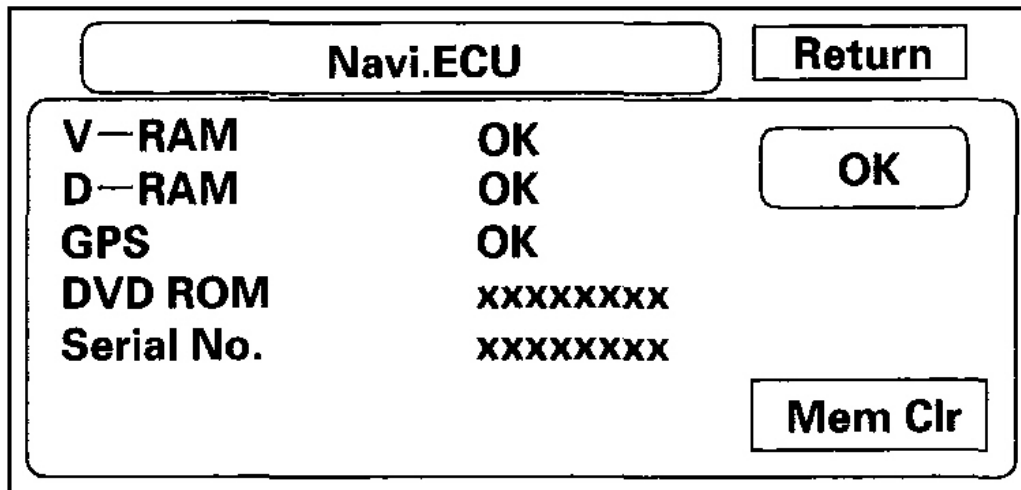 Navi.ECU Return
V—RAM OK OK
D—RAM OK
GPS OK
DVD ROM xxxxxxxx
Serial No. xxxxxxxx
Mem Clr